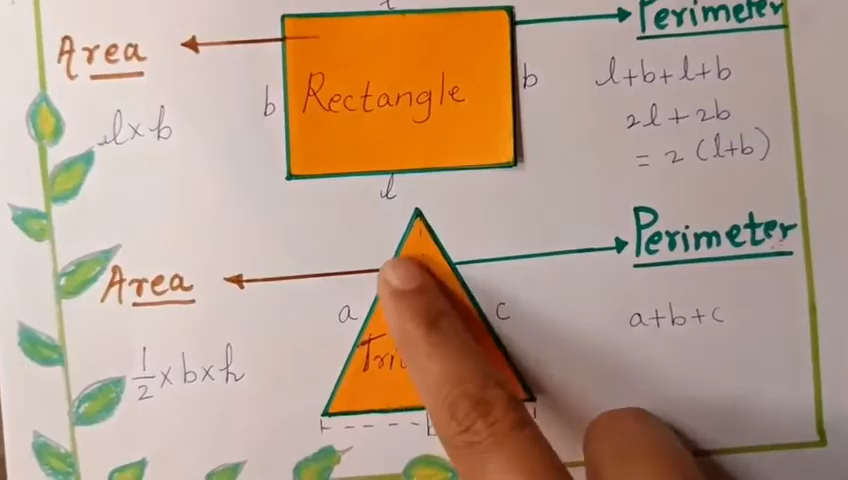 l
Area
Perimeter
b
Rectangle
b
l+b+l+b
l×b
2l+2b
= 2 (l+b)
l
Perimeter
Area
a
c
a+b+c
1/2 ×b×h